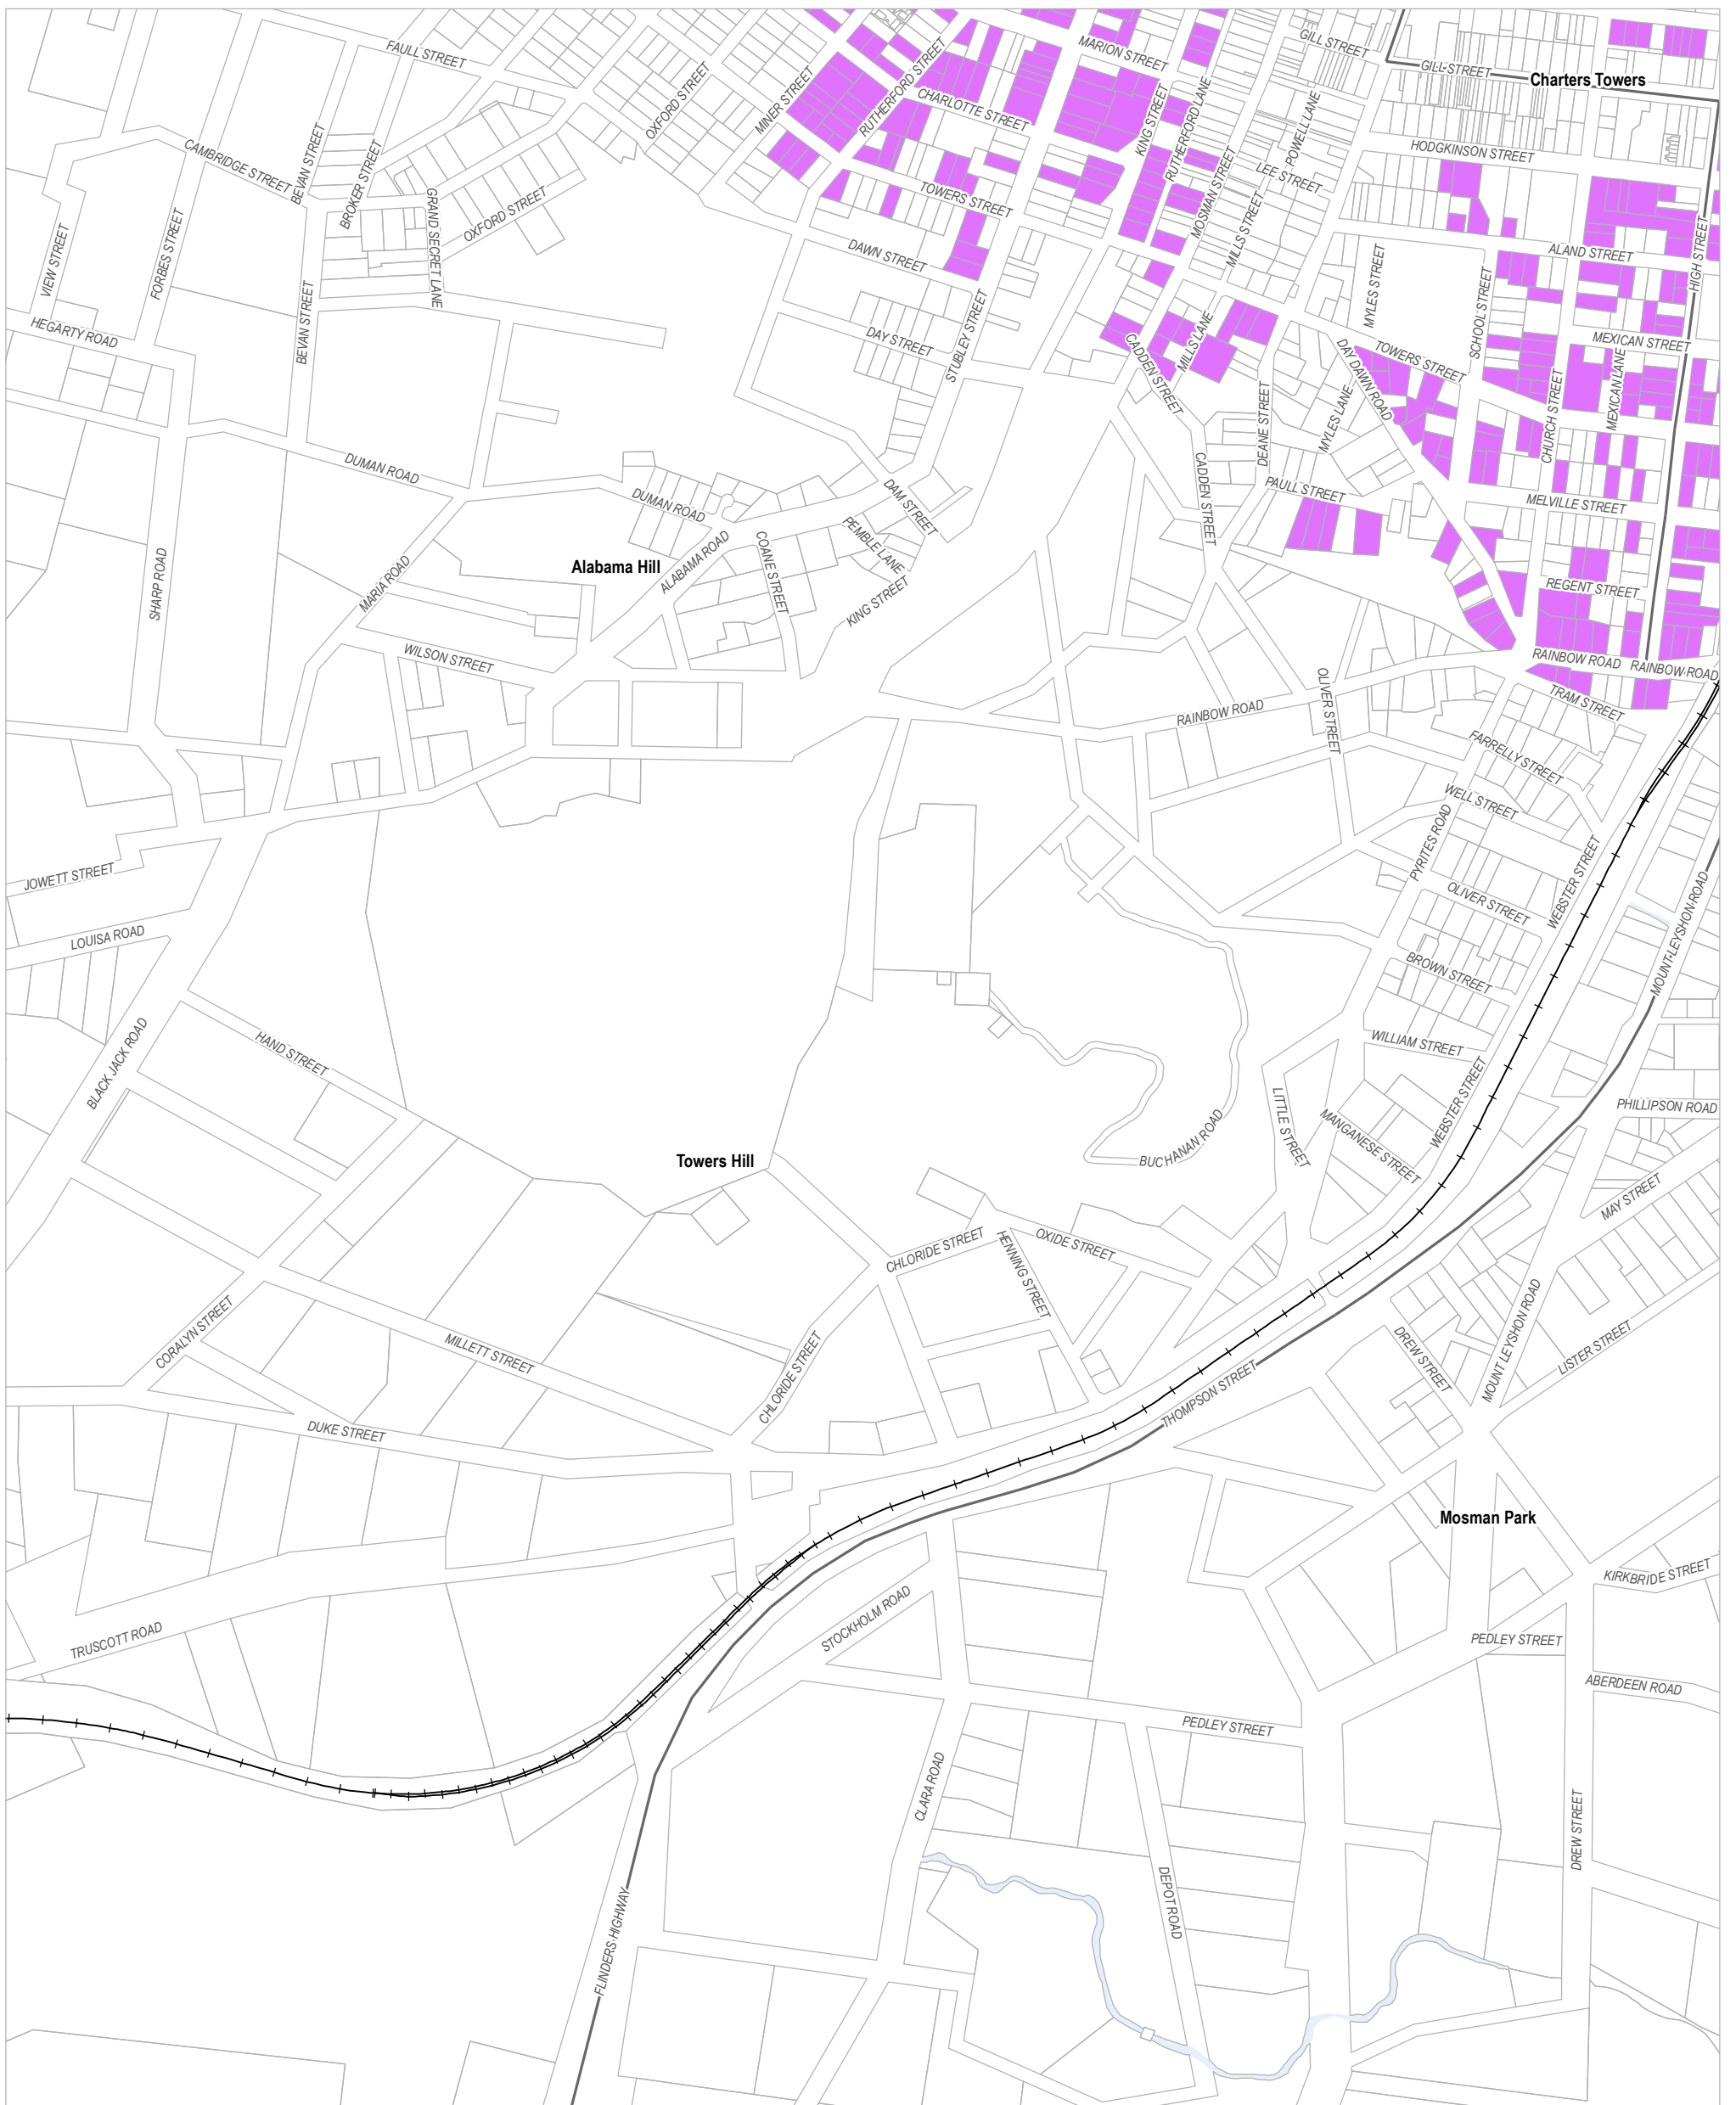 FAULL STREET
MARION STREET
GILL STREET
GILL STREET
Charters Towers
OXFORD STREET
MINER STREET
RUTHERFORD STREET
CHARLOTTE STREET
KING STREET
RUTHERFORD LANE
POWELL LANE
HODGKINSON STREET
CAMBRIDGE STREET
BEVAN STREET
BROKER STREET
GRAND SECRET LANE
OXFORD STREET
TOWERS STREET
MOSMAN STREET
LEE STREET
MILLS STREET
VIEW STREET
FORBES STREET
DAWN STREET
ALAND STREET
HIGH STREET
MYLES STREET
SCHOOL STREET
HEGARTY ROAD
BEVAN STREET
DAY STREET
STUBLEY STREET
CADDEN STREET
MILLS LANE
DAY DAWN ROAD
TOWERS STREET
MEXICAN STREET
MEXICAN LANE
CHURCH STREET
DEANE STREET
MYLES LANE
DUMAN ROAD
DUMAN ROAD
DAM STREET
CADDEN STREET
PAULL STREET
MELVILLE STREET
Alabama Hill
ALABAMA ROAD
COANE STREET
PEMBLE LANE
KING STREET
SHARP ROAD
MARIA ROAD
REGENT STREET
WILSON STREET
RAINBOW ROAD
RAINBOW ROAD
OLIVER STREET
RAINBOW ROAD
TRAM STREET
FARRELLY STREET
WELL STREET
PYRITES ROAD
JOWETT STREET
OLIVER STREET
WEBSTER STREET
MOUNT LEYSHON ROAD
LOUISA ROAD
BROWN STREET
HAND STREET
BLACK JACK ROAD
WILLIAM STREET
LITTLE STREET
MANGANESE STREET
WEBSTER STREET
PHILLIPSON ROAD
BUCHANAN ROAD
Towers Hill
MAY STREET
CHLORIDE STREET
HENNING STREET
OXIDE STREET
CORALYN STREET
MILLETT STREET
CHLORIDE STREET
THOMPSON STREET
DREW STREET
MOUNT LEYSHON ROAD
LISTER STREET
DUKE STREET
Mosman Park
KIRKBRIDE STREET
STOCKHOLM ROAD
TRUSCOTT ROAD
PEDLEY STREET
ABERDEEN ROAD
PEDLEY STREET
CLARA ROAD
DREW STREET
DEPOT ROAD
FLINDERS HIGHWAY